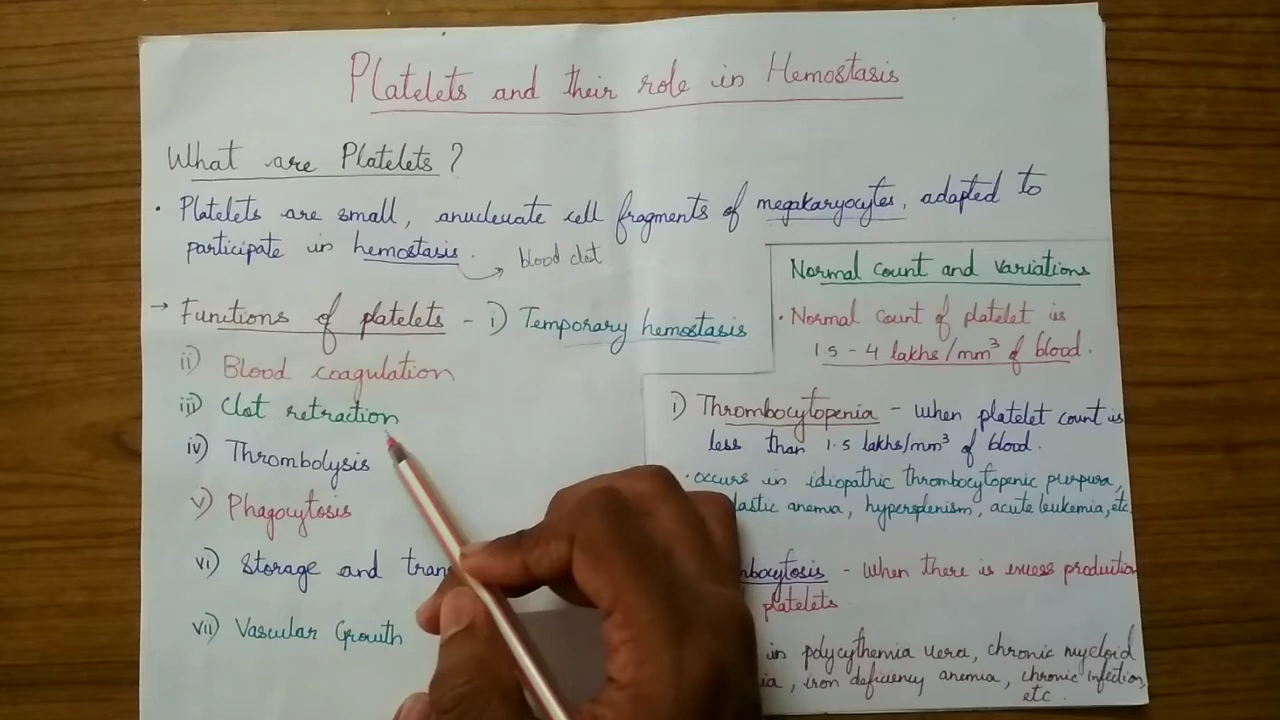 Platelets and their role in Hemostasis
What are Platelets?
• Platelets are small, anucleuate cell fragments of megakaryocytes, adapted to
participate in hemostasis. → blood clot
→ Functions of platelets - i) Temporary hemostasis
ii) Blood coagulation
iii) Clot retraction
iv) Thrombolysis
v) Phagocytosis
vi) Storage and
vii) Vascular Growth
Normal count and variations
• Normal count of platelet is
1.5 - 4 lakhs/mm³ of blood.
i) Thrombocytopenia - when platelet count is
less than 1.5 lakhs/mm³ of blood.
• occurs in idiopathic thrombocytopenic purpura,
anemia, hypersplenism, acute leukemia, etc
- When there is excess production
platelets
in polycythemia vera, chronic myeloid
, iron deficiency anemia, chronic infection,
etc.